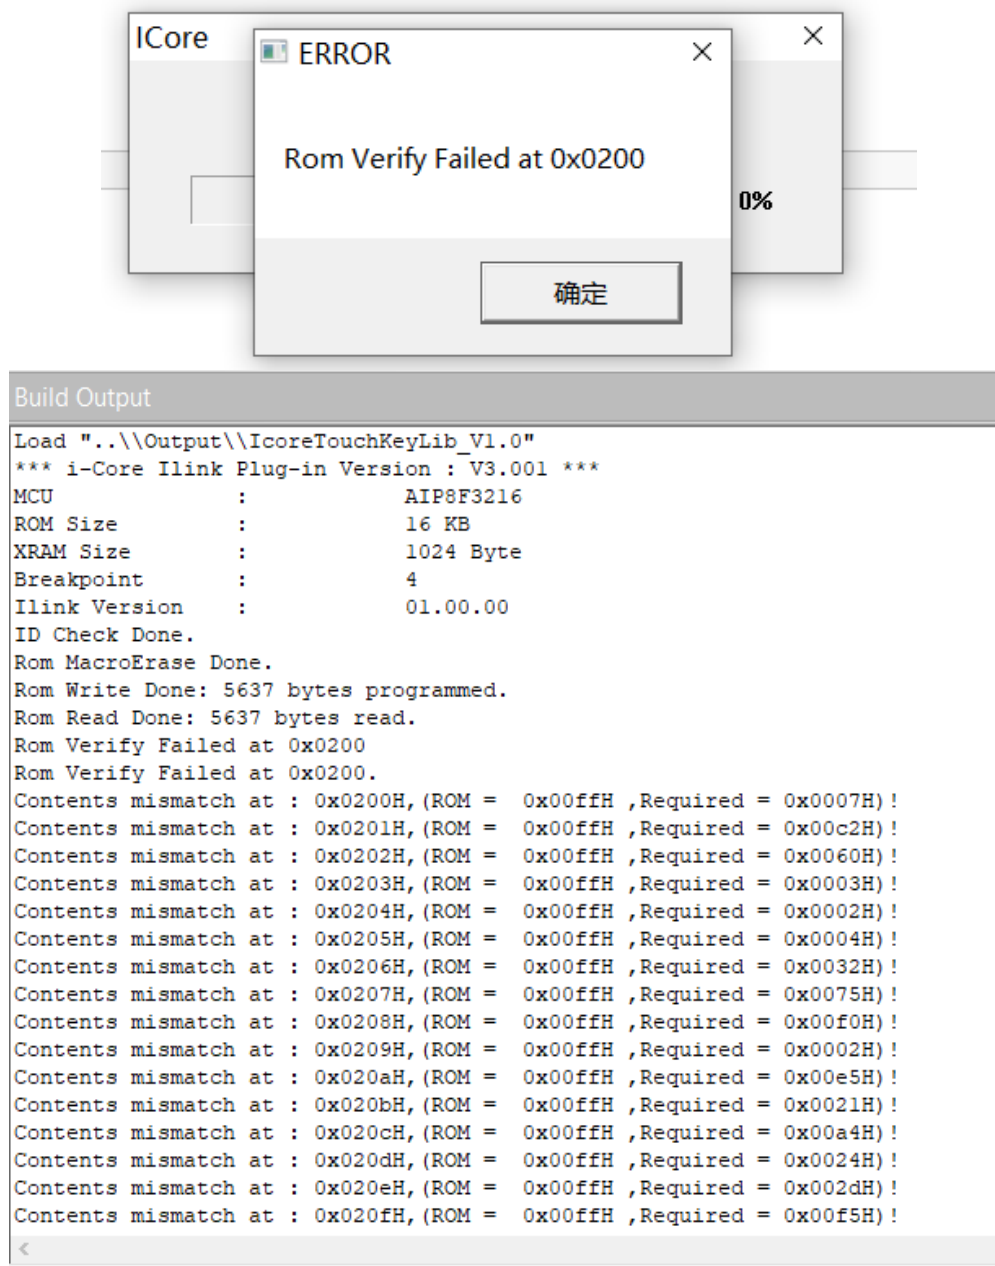 ICore
ERROR
Rom Verify Failed at 0x0200
0%
确定
Build Output
Load "..\\Output\\IcoreTouchKeyLib_V1.0"
*** i-Core Ilink Plug-in Version : V3.001 ***
MCU : AIP8F3216
ROM Size : 16 KB
XRAM Size : 1024 Byte
Breakpoint : 4
Ilink Version : 01.00.00
ID Check Done.
Rom MacroErase Done.
Rom Write Done: 5637 bytes programmed.
Rom Read Done: 5637 bytes read.
Rom Verify Failed at 0x0200
Rom Verify Failed at 0x0200.
Contents mismatch at : 0x0200H,(ROM =  0x00ffH ,Required = 0x0007H)!
Contents mismatch at : 0x0201H,(ROM =  0x00ffH ,Required = 0x00c2H)!
Contents mismatch at : 0x0202H,(ROM =  0x00ffH ,Required = 0x0060H)!
Contents mismatch at : 0x0203H,(ROM =  0x00ffH ,Required = 0x0003H)!
Contents mismatch at : 0x0204H,(ROM =  0x00ffH ,Required = 0x0002H)!
Contents mismatch at : 0x0205H,(ROM =  0x00ffH ,Required = 0x0004H)!
Contents mismatch at : 0x0206H,(ROM =  0x00ffH ,Required = 0x0032H)!
Contents mismatch at : 0x0207H,(ROM =  0x00ffH ,Required = 0x0075H)!
Contents mismatch at : 0x0208H,(ROM =  0x00ffH ,Required = 0x00f0H)!
Contents mismatch at : 0x0209H,(ROM =  0x00ffH ,Required = 0x0002H)!
Contents mismatch at : 0x020aH,(ROM =  0x00ffH ,Required = 0x00e5H)!
Contents mismatch at : 0x020bH,(ROM =  0x00ffH ,Required = 0x0021H)!
Contents mismatch at : 0x020cH,(ROM =  0x00ffH ,Required = 0x00a4H)!
Contents mismatch at : 0x020dH,(ROM =  0x00ffH ,Required = 0x0024H)!
Contents mismatch at : 0x020eH,(ROM =  0x00ffH ,Required = 0x002dH)!
Contents mismatch at : 0x020fH,(ROM =  0x00ffH ,Required = 0x00f5H)!